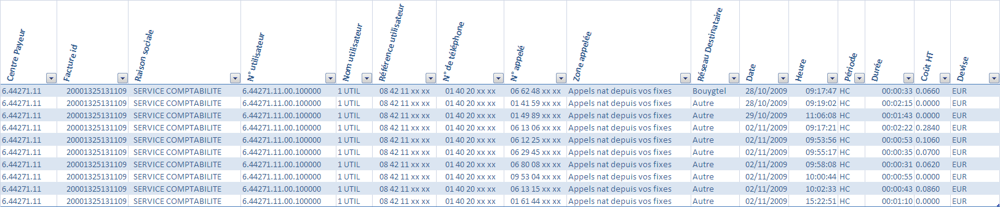 Centre Payeur Facture id Raison sociale N° utilisateur Nom utilisateur Référence utilisateur N° de téléphone N° appelé Zone appelée Réseau Destinataire Date Heure Période Durée Coût HT Devise
6.44271.11 20001325131109 SERVICE COMPTABILITE 6.44271.11.00.100000 1 UTIL 08 42 11 xx xx 01 40 20 xx xx 06 62 48 xx xx Appels nat depuis vos fixes Bouygtel 28/10/2009 09:17:47 HC 00:00:33 0.0660 EUR
6.44271.11 20001325131109 SERVICE COMPTABILITE 6.44271.11.00.100000 1 UTIL 08 42 11 xx xx 01 40 20 xx xx 01 41 59 xx xx Appels nat depuis vos fixes Autre 28/10/2009 09:19:02 HC 00:02:15 0.0000 EUR
6.44271.11 20001325131109 SERVICE COMPTABILITE 6.44271.11.00.100000 1 UTIL 08 42 11 xx xx 01 40 20 xx xx 01 49 89 xx xx Appels nat depuis vos fixes Autre 29/10/2009 11:06:08 HC 00:01:43 0.0000 EUR
6.44271.11 20001325131109 SERVICE COMPTABILITE 6.44271.11.00.100000 1 UTIL 08 42 11 xx xx 01 40 20 xx xx 06 13 06 xx xx Appels nat depuis vos fixes Autre 02/11/2009 09:17:21 HC 00:02:22 0.2840 EUR
6.44271.11 20001325131109 SERVICE COMPTABILITE 6.44271.11.00.100000 1 UTIL 08 42 11 xx xx 01 40 20 xx xx 06 12 25 xx xx Appels nat depuis vos fixes Autre 02/11/2009 09:53:56 HC 00:00:53 0.1060 EUR
6.44271.11 20001325131109 SERVICE COMPTABILITE 6.44271.11.00.100000 1 UTIL 08 42 11 xx xx 01 40 20 xx xx 06 29 45 xx xx Appels nat depuis vos fixes Autre 02/11/2009 09:55:17 HC 00:00:35 0.0700 EUR
6.44271.11 20001325131109 SERVICE COMPTABILITE 6.44271.11.00.100000 1 UTIL 08 42 11 xx xx 01 40 20 xx xx 06 80 08 xx xx Appels nat depuis vos fixes Autre 02/11/2009 09:58:08 HC 00:00:31 0.0620 EUR
6.44271.11 20001325131109 SERVICE COMPTABILITE 6.44271.11.00.100000 1 UTIL 08 42 11 xx xx 01 40 20 xx xx 09 53 04 xx xx Appels nat depuis vos fixes Autre 02/11/2009 10:00:44 HC 00:00:55 0.0000 EUR
6.44271.11 20001325131109 SERVICE COMPTABILITE 6.44271.11.00.100000 1 UTIL 08 42 11 xx xx 01 40 20 xx xx 06 13 15 xx xx Appels nat depuis vos fixes Autre 02/11/2009 10:02:33 HC 00:00:43 0.0860 EUR
6.44271.11 20001325131109 SERVICE COMPTABILITE 6.44271.11.00.100000 1 UTIL 08 42 11 xx xx 01 40 20 xx xx 01 61 44 xx xx Appels nat depuis vos fixes Autre 02/11/2009 15:22:51 HC 00:01:10 0.0000 EUR